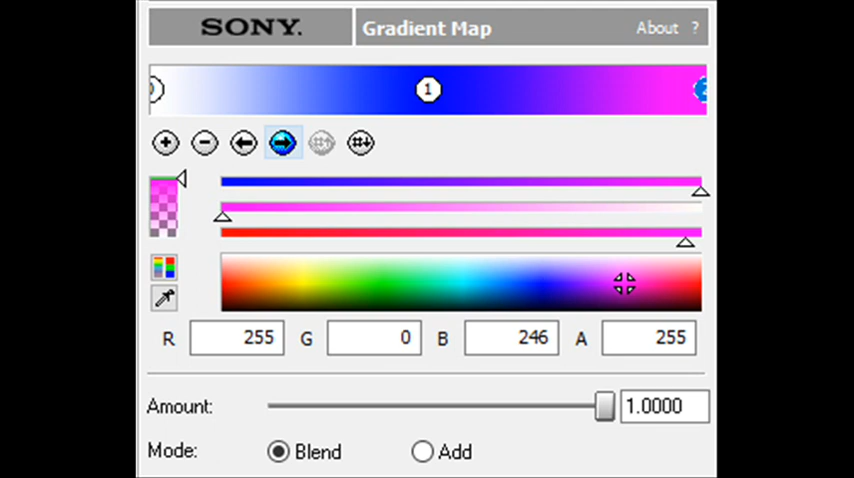 SONY. Gradient Map About ?
1
R 255 G 0 B 246 A 255
Amount: 1.0000
Mode: Blend Add